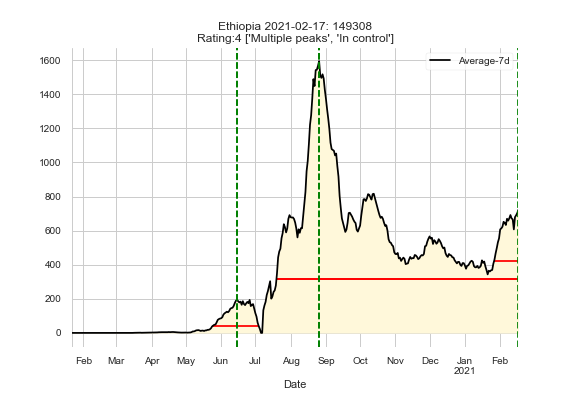 Ethiopia 2021-02-17: 149308
Rating:4 ['Multiple peaks', 'In control']
Average-7d
1600
1400
1200
1000
800
600
400
200
0
Feb Mar Apr May Jun Jul Aug Sep Oct Nov Dec Jan Feb
2021
Date